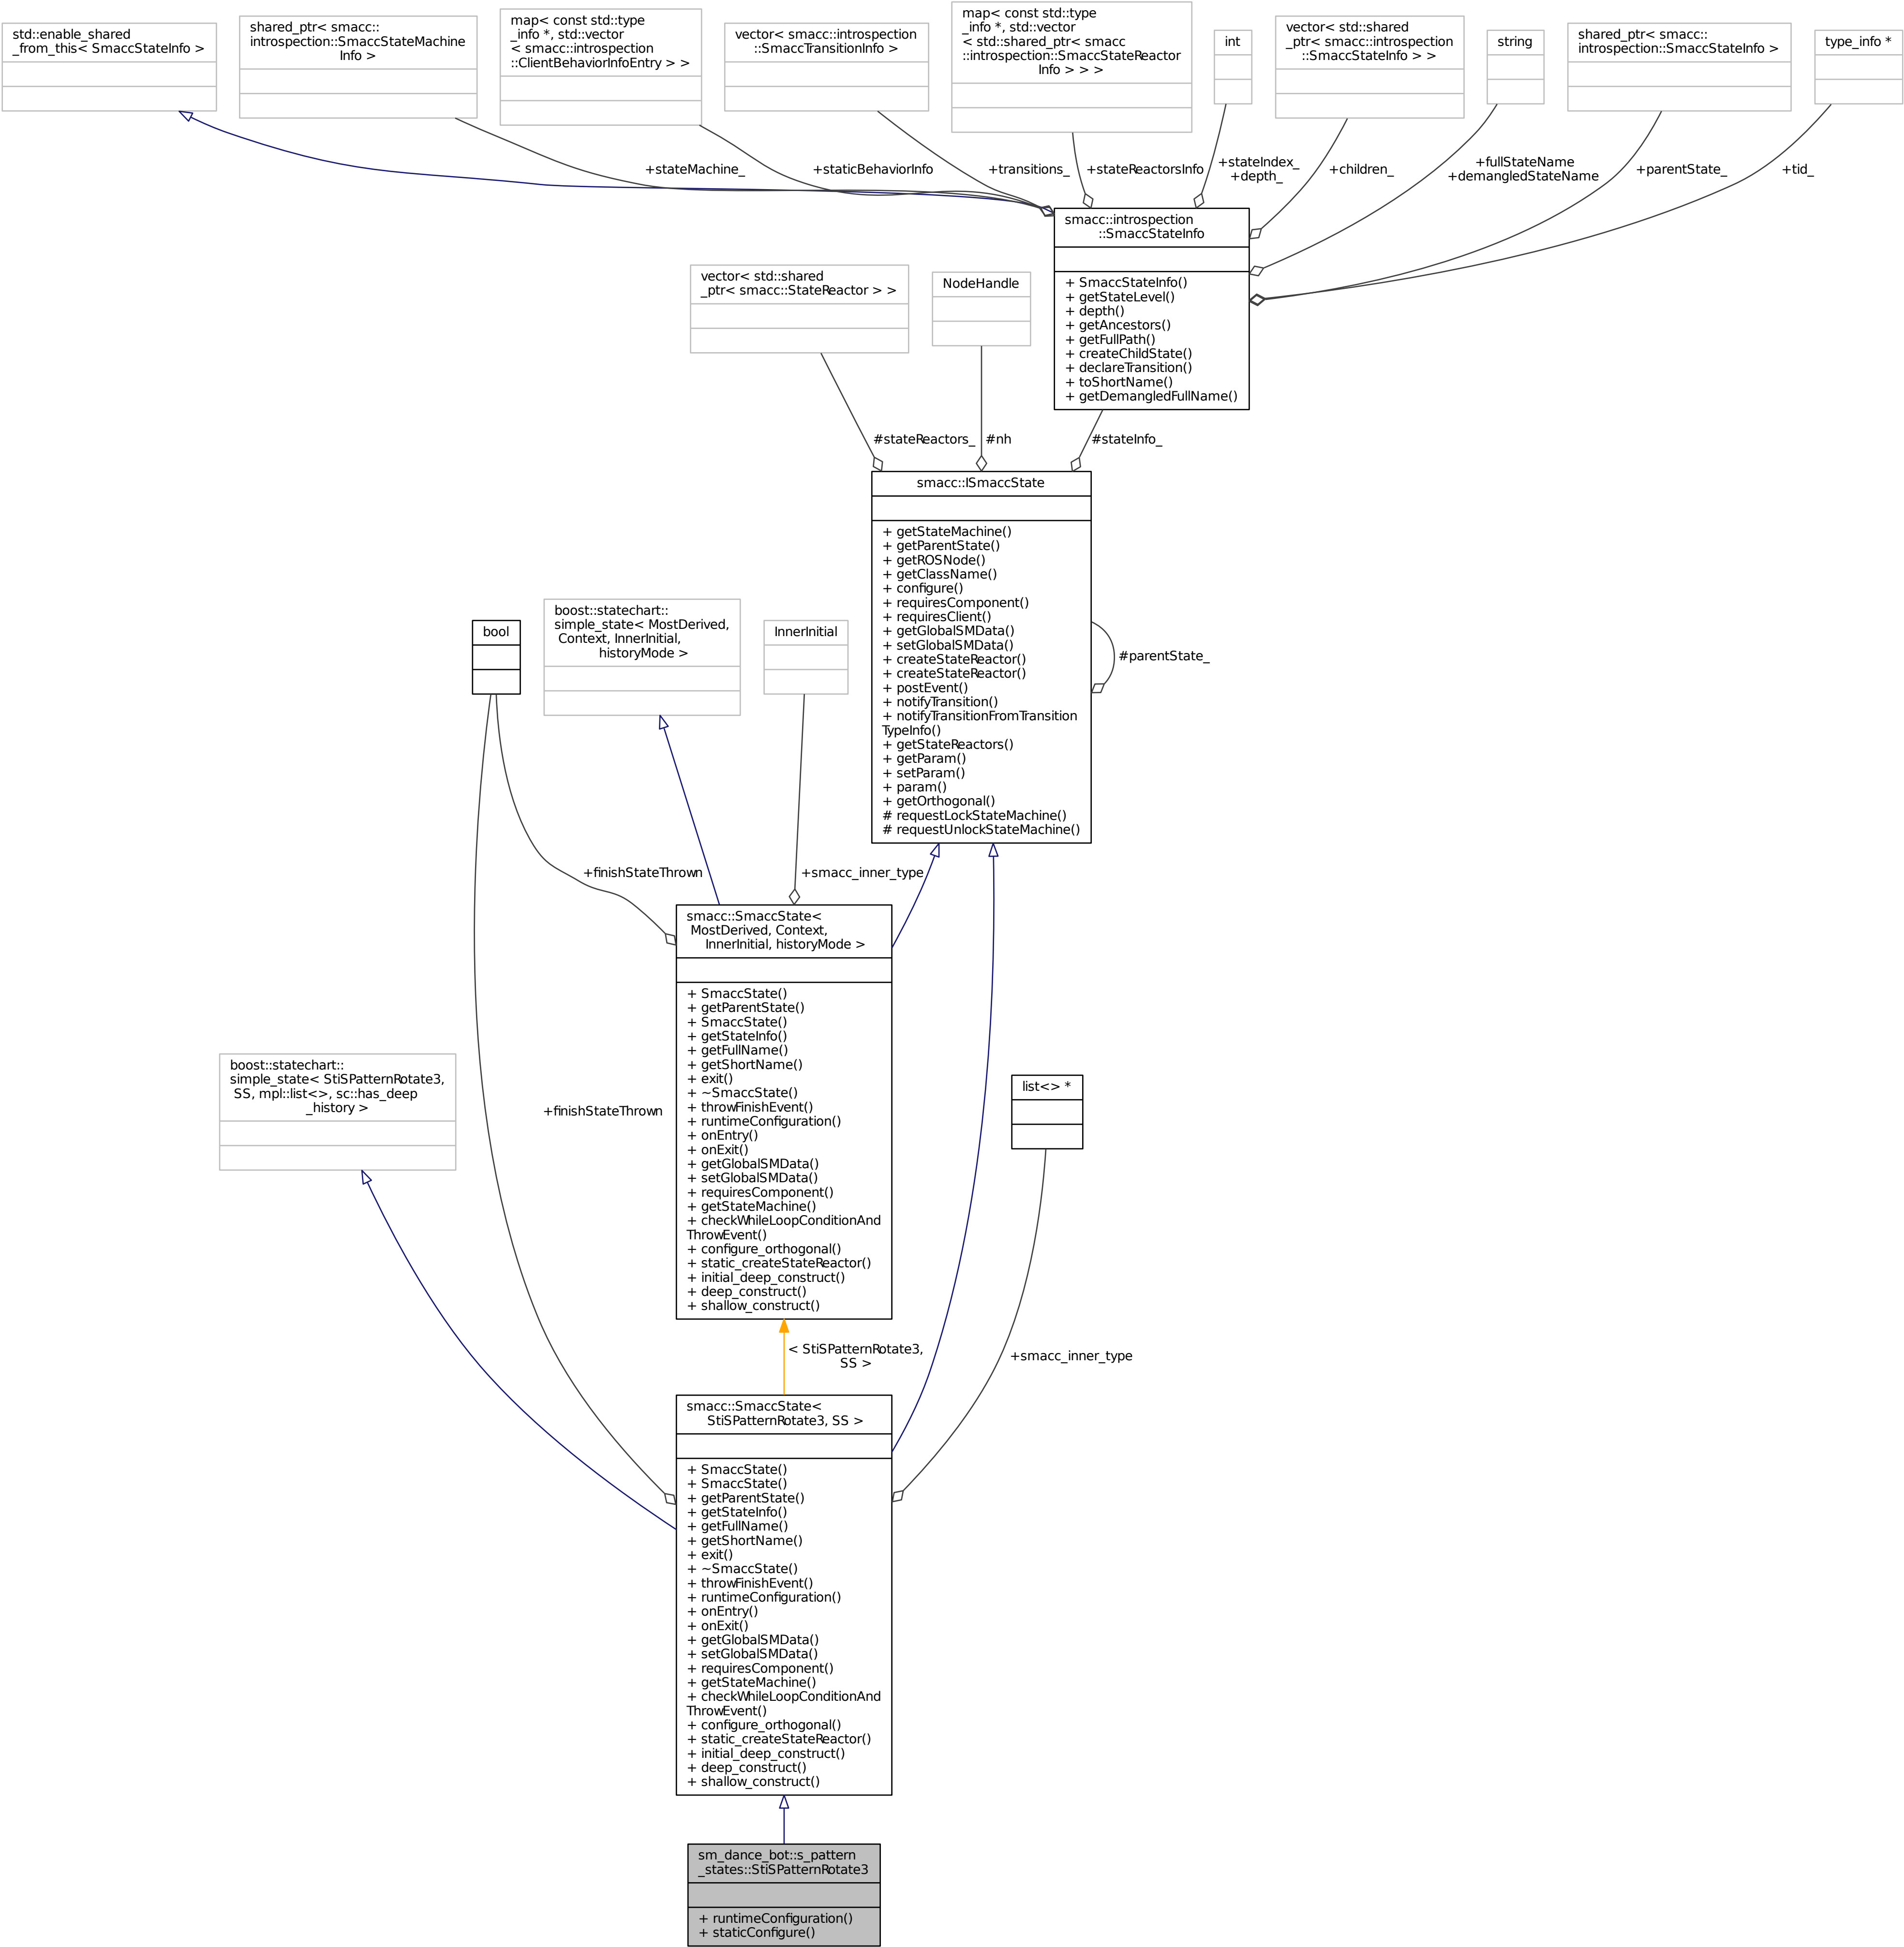 std::enable_shared
_from_this< SmaccStateInfo >
shared_ptr< smacc::
introspection::SmaccStateMachine
Info >
map< const std::type
_info *, std::vector
< smacc::introspection
::ClientBehaviorInfoEntry > >
vector< smacc::introspection
::SmaccTransitionInfo >
map< const std::type
_info *, std::vector
< std::shared_ptr< smacc
::introspection::SmaccStateReactor
Info > > >
int
vector< std::shared
_ptr< smacc::introspection
::SmaccStateInfo > >
string
shared_ptr< smacc::
introspection::SmaccStateInfo >
type_info *
+stateMachine_
+staticBehaviorInfo
+transitions_
+stateReactorsInfo
+stateIndex_
+depth_
+children_
+fullStateName
+demangledStateName
+parentState_
+tid_
smacc::introspection
::SmaccStateInfo
+ SmaccStateInfo()
+ getStateLevel()
+ depth()
+ getAncestors()
+ getFullPath()
+ createChildState()
+ declareTransition()
+ toShortName()
+ getDemangledFullName()
vector< std::shared
_ptr< smacc::StateReactor > >
NodeHandle
#stateReactors_
#nh
#stateInfo_
smacc::ISmaccState
+ getStateMachine()
+ getParentState()
+ getROSNode()
+ getClassName()
+ configure()
+ requiresComponent()
+ requiresClient()
+ getGlobalSMData()
+ setGlobalSMData()
+ createStateReactor()
+ createStateReactor()
+ postEvent()
+ notifyTransition()
+ notifyTransitionFromTransition
TypeInfo()
+ getStateReactors()
+ getParam()
+ setParam()
+ param()
+ getOrthogonal()
# requestLockStateMachine()
# requestUnlockStateMachine()
#parentState_
bool
boost::statechart::
simple_state< MostDerived,
Context, InnerInitial,
historyMode >
InnerInitial
+finishStateThrown
+smacc_inner_type
smacc::SmaccState<
MostDerived, Context,
InnerInitial, historyMode >
+ SmaccState()
+ getParentState()
+ SmaccState()
+ getStateInfo()
+ getFullName()
+ getShortName()
+ exit()
+ ~SmaccState()
+ throwFinishEvent()
+ runtimeConfiguration()
+ onEntry()
+ onExit()
+ getGlobalSMData()
+ setGlobalSMData()
+ requiresComponent()
+ getStateMachine()
+ checkWhileLoopConditionAnd
ThrowEvent()
+ configure_orthogonal()
+ static_createStateReactor()
+ initial_deep_construct()
+ deep_construct()
+ shallow_construct()
boost::statechart::
simple_state< StiSPatternRotate3,
SS, mpl::list<>, sc::has_deep
_history >
+finishStateThrown
list<> *
< StiSPatternRotate3,
SS >
+smacc_inner_type
smacc::SmaccState<
StiSPatternRotate3, SS >
+ SmaccState()
+ SmaccState()
+ getParentState()
+ getStateInfo()
+ getFullName()
+ getShortName()
+ exit()
+ ~SmaccState()
+ throwFinishEvent()
+ runtimeConfiguration()
+ onEntry()
+ onExit()
+ getGlobalSMData()
+ setGlobalSMData()
+ requiresComponent()
+ getStateMachine()
+ checkWhileLoopConditionAnd
ThrowEvent()
+ configure_orthogonal()
+ static_createStateReactor()
+ initial_deep_construct()
+ deep_construct()
+ shallow_construct()
sm_dance_bot::s_pattern
_states::StiSPatternRotate3
+ runtimeConfiguration()
+ staticConfigure()